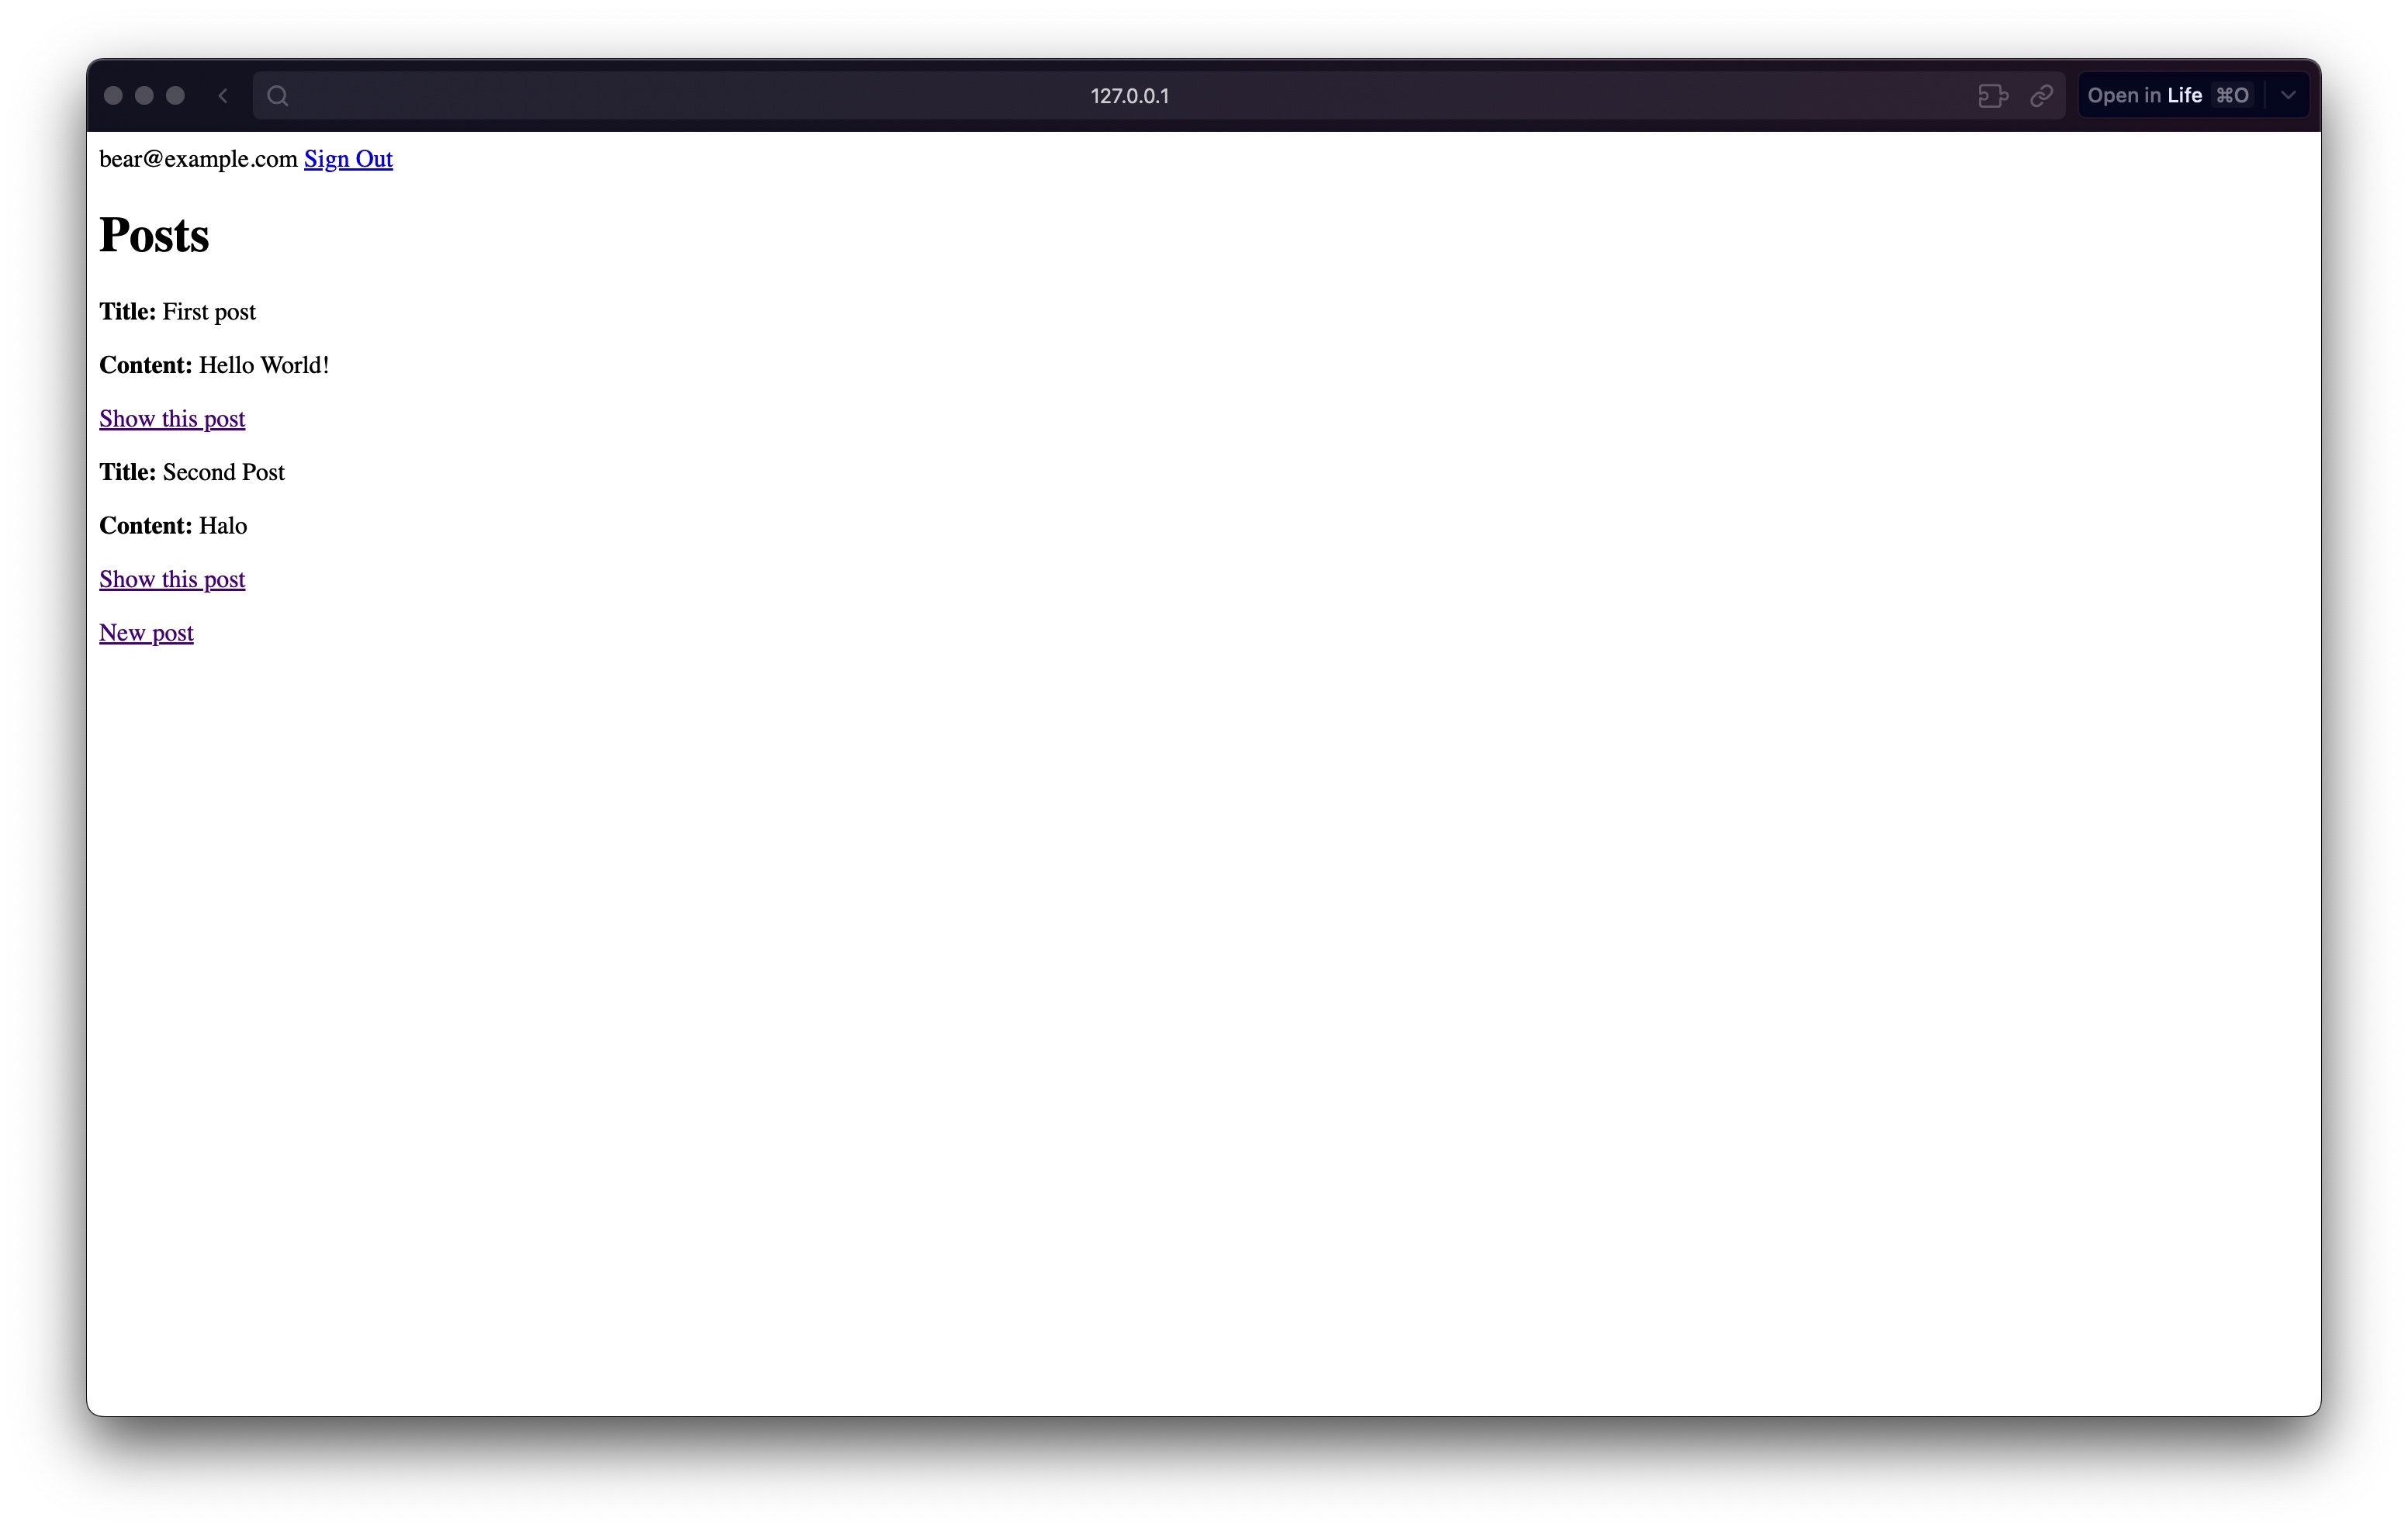 127.0.0.1
Open in Life ⌘O
bear@example.com Sign Out
Posts
Title: First post
Content: Hello World!
Show this post
Title: Second Post
Content: Halo
Show this post
New post